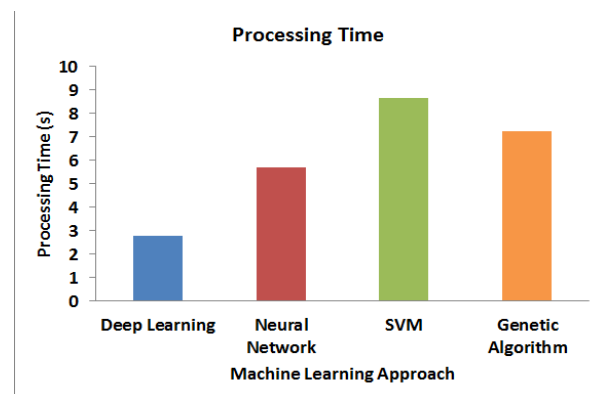 Processing Time
Processing Time (s)
10
9
8
7
6
5
4
3
2
1
0
Deep Learning
Neural
Network
SVM
Genetic
Algorithm
Machine Learning Approach